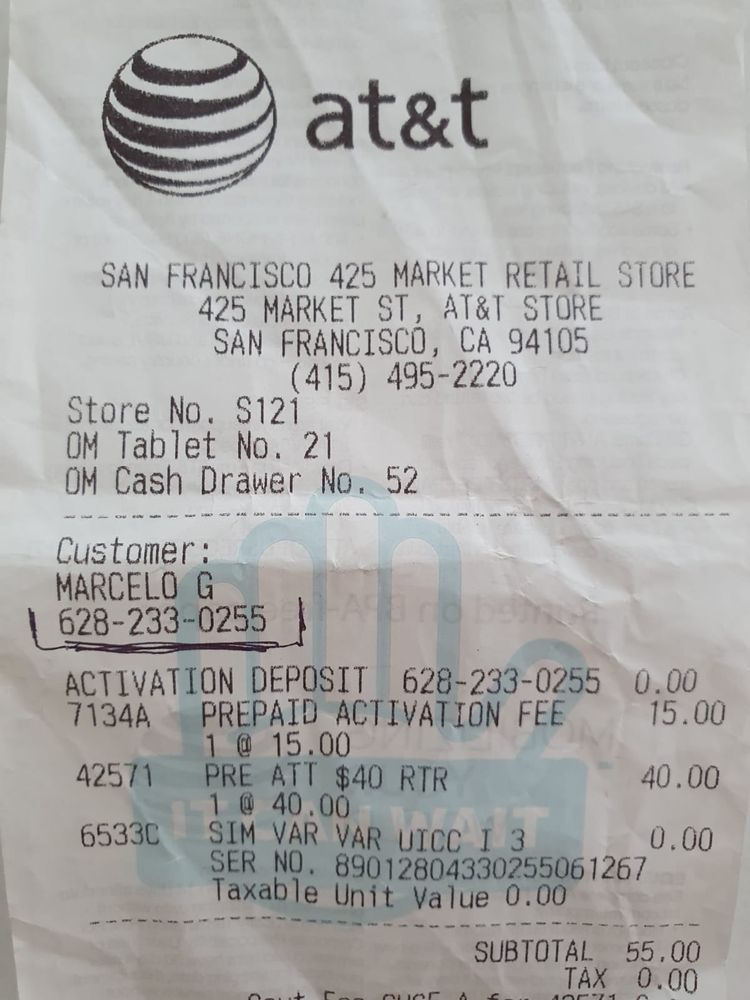 at&t
SAN FRANCISCO 425 MARKET RETAIL STORE
425 MARKET ST, AT&T STORE
SAN FRANCISCO, CA 94105
(415) 495-2220
Store No. S121
OM Tablet No. 21
OM Cash Drawer No. 52
Customer:
MARCELO G
628-233-0255
ACTIVATION DEPOSIT 628-233-0255 0.00
7134A PREPAID ACTIVATION FEE 15.00
1 @ 15.00
42571 PRE ATT $40 RTR 40.00
1 @ 40.00
6533C SIM VAR VAR UICC I 3 0.00
SER NO. 89012804330255061267
Taxable Unit Value 0.00
SUBTOTAL 55.00
TAX 0.00